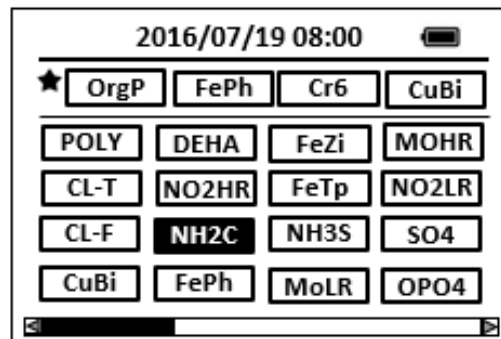 2016/07/19 08:00
OrgP FePh Cr6 CuBi
POLY DEHA FeZi MOHR
CL-T NO2HR FeTp NO2LR
CL-F NH2C NH3S SO4
CuBi FePh MoLR OPO4